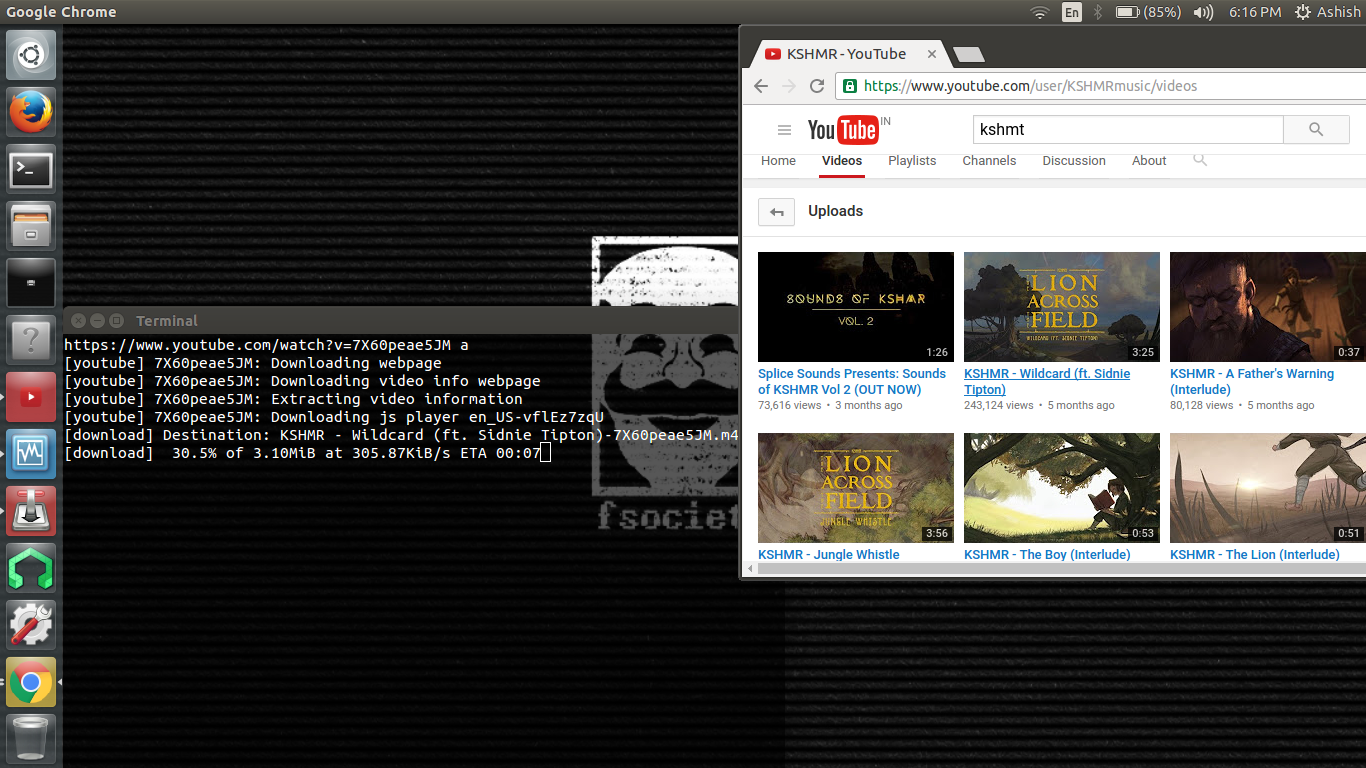 Google Chrome
En
(85%)
6:16 PM
Ashish
KSHMR - YouTube
https://www.youtube.com/user/KSHMRmusic/videos
YouTube IN
kshmt
Home Videos Playlists Channels Discussion About
Uploads
SOUNDS OF KSHMR
VOL. 2
1:26
LION
ACROSS
FIELD
WILDCARD (FT. SIDNIE TIPTON)
3:25
0:37
Splice Sounds Presents: Sounds
of KSHMR Vol 2 (OUT NOW)
73,616 views • 3 months ago
KSHMR - Wildcard (ft. Sidnie
Tipton)
243,124 views • 5 months ago
KSHMR - A Father's Warning
(Interlude)
80,128 views • 5 months ago
LION
ACROSS
FIELD
JUNGLE WHISTLE
3:56
0:53
0:51
KSHMR - Jungle Whistle
KSHMR - The Boy (Interlude)
KSHMR - The Lion (Interlude)
Terminal
https://www.youtube.com/watch?v=7X60peae5JM a
[youtube] 7X60peae5JM: Downloading webpage
[youtube] 7X60peae5JM: Downloading video info webpage
[youtube] 7X60peae5JM: Extracting video information
[youtube] 7X60peae5JM: Downloading js player en_US-vflEz7zqU
[download] Destination: KSHMR - Wildcard (ft. Sidnie Tipton)-7X60peae5JM.m4
[download]  30.5% of 3.10MiB at 305.87KiB/s ETA 00:07
fsociet